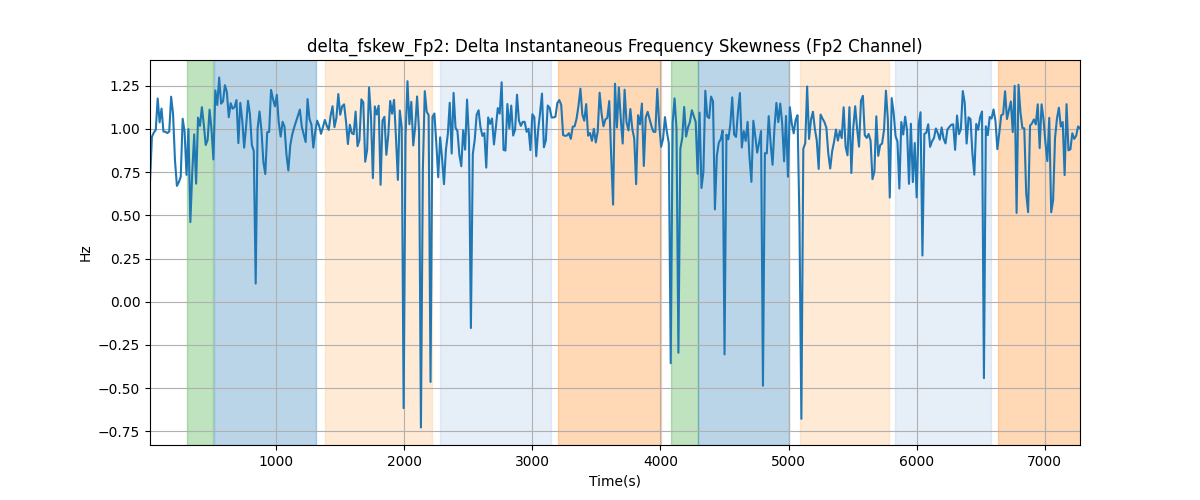 delta_fskew_Fp2: Delta Instantaneous Frequency Skewness (Fp2 Channel)
1.25
1.00
0.75
0.50
0.25
0.00
−0.25
−0.50
−0.75
Hz
1000 2000 3000 4000 5000 6000 7000
Time(s)